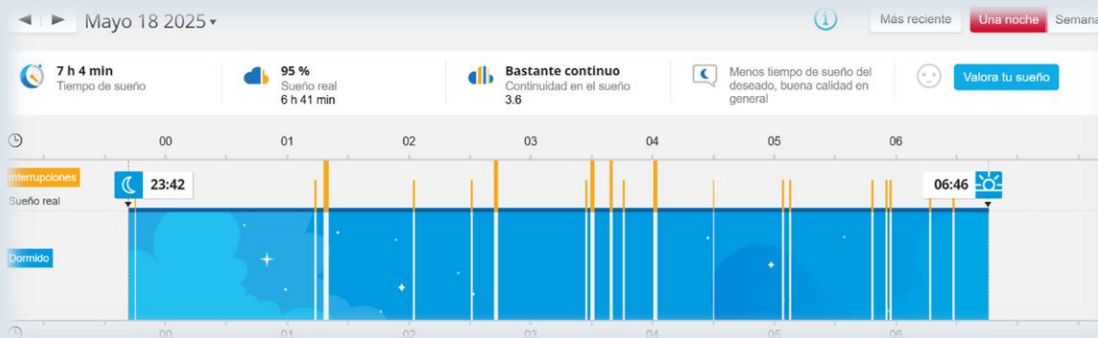 Mayo 18 2025
Más reciente
Una noche
Semana
7 h 4 min
Tiempo de sueño
95 %
Sueño real
6 h 41 min
Bastante continuo
Continuidad en el sueño
3.6
Menos tiempo de sueño del
deseado, buena calidad en
general
Valora tu sueño
00 01 02 03 04 05 06
Interrupciones
23:42
06:46
Sueño real
Dormido
00 01 02 03 04 05 06